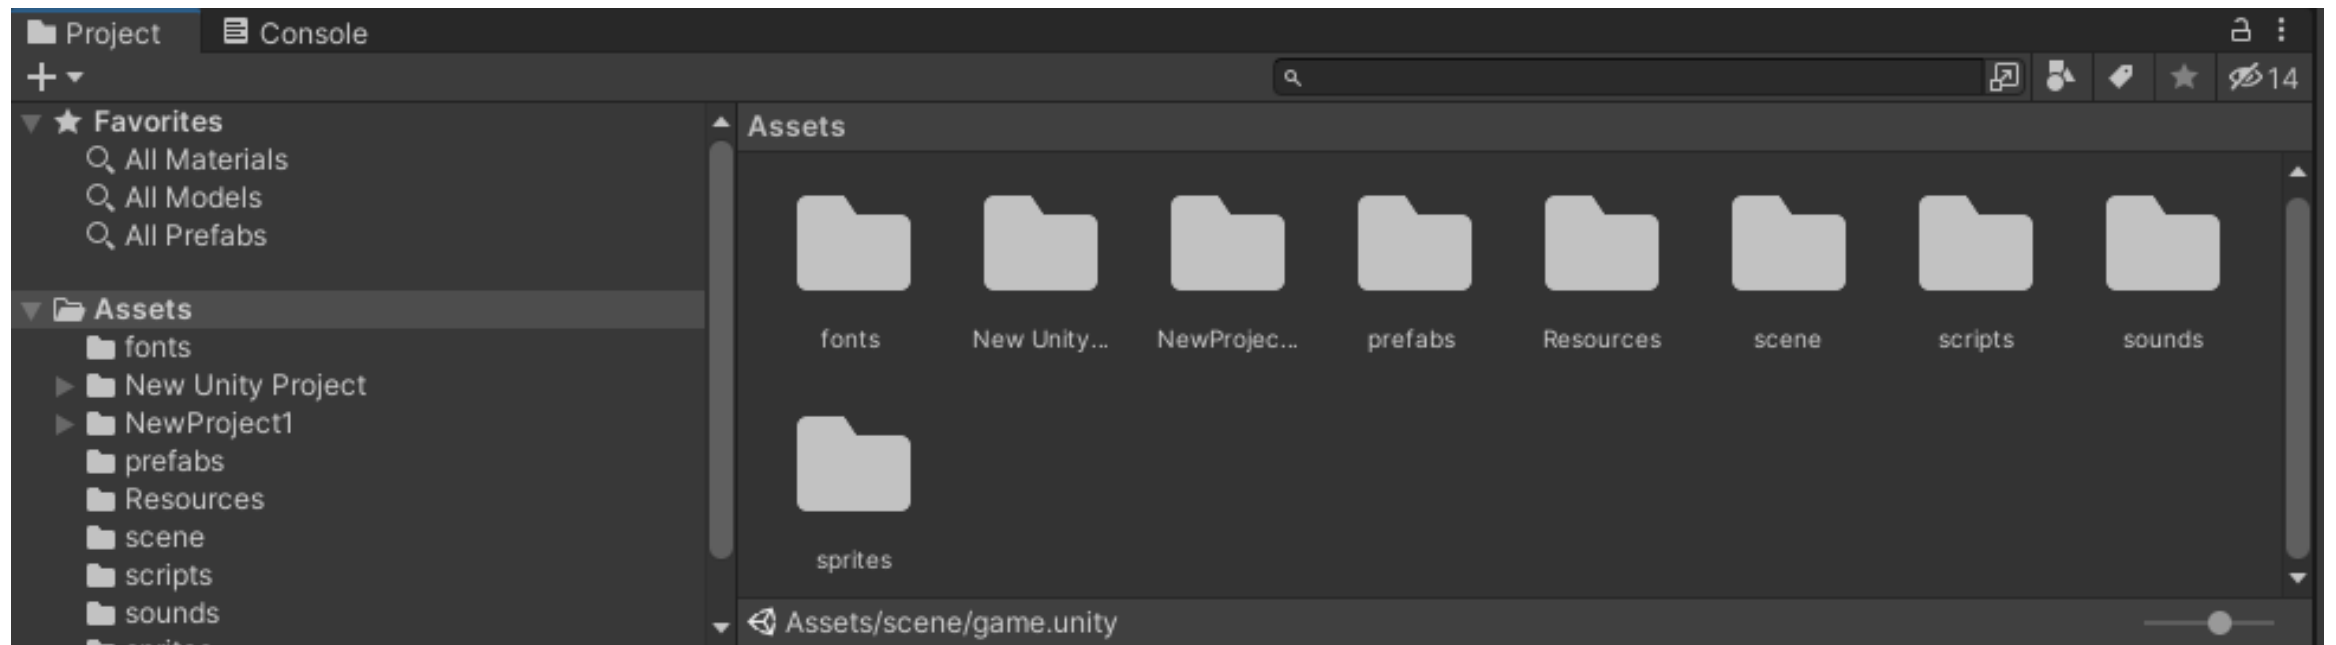 Project
Console
14
Favorites
All Materials
All Models
All Prefabs
Assets
fonts
New Unity Project
NewProject1
prefabs
Resources
scene
scripts
sounds
Assets
fonts
New Unity...
NewProjec...
prefabs
Resources
scene
scripts
sounds
sprites
Assets/scene/game.unity